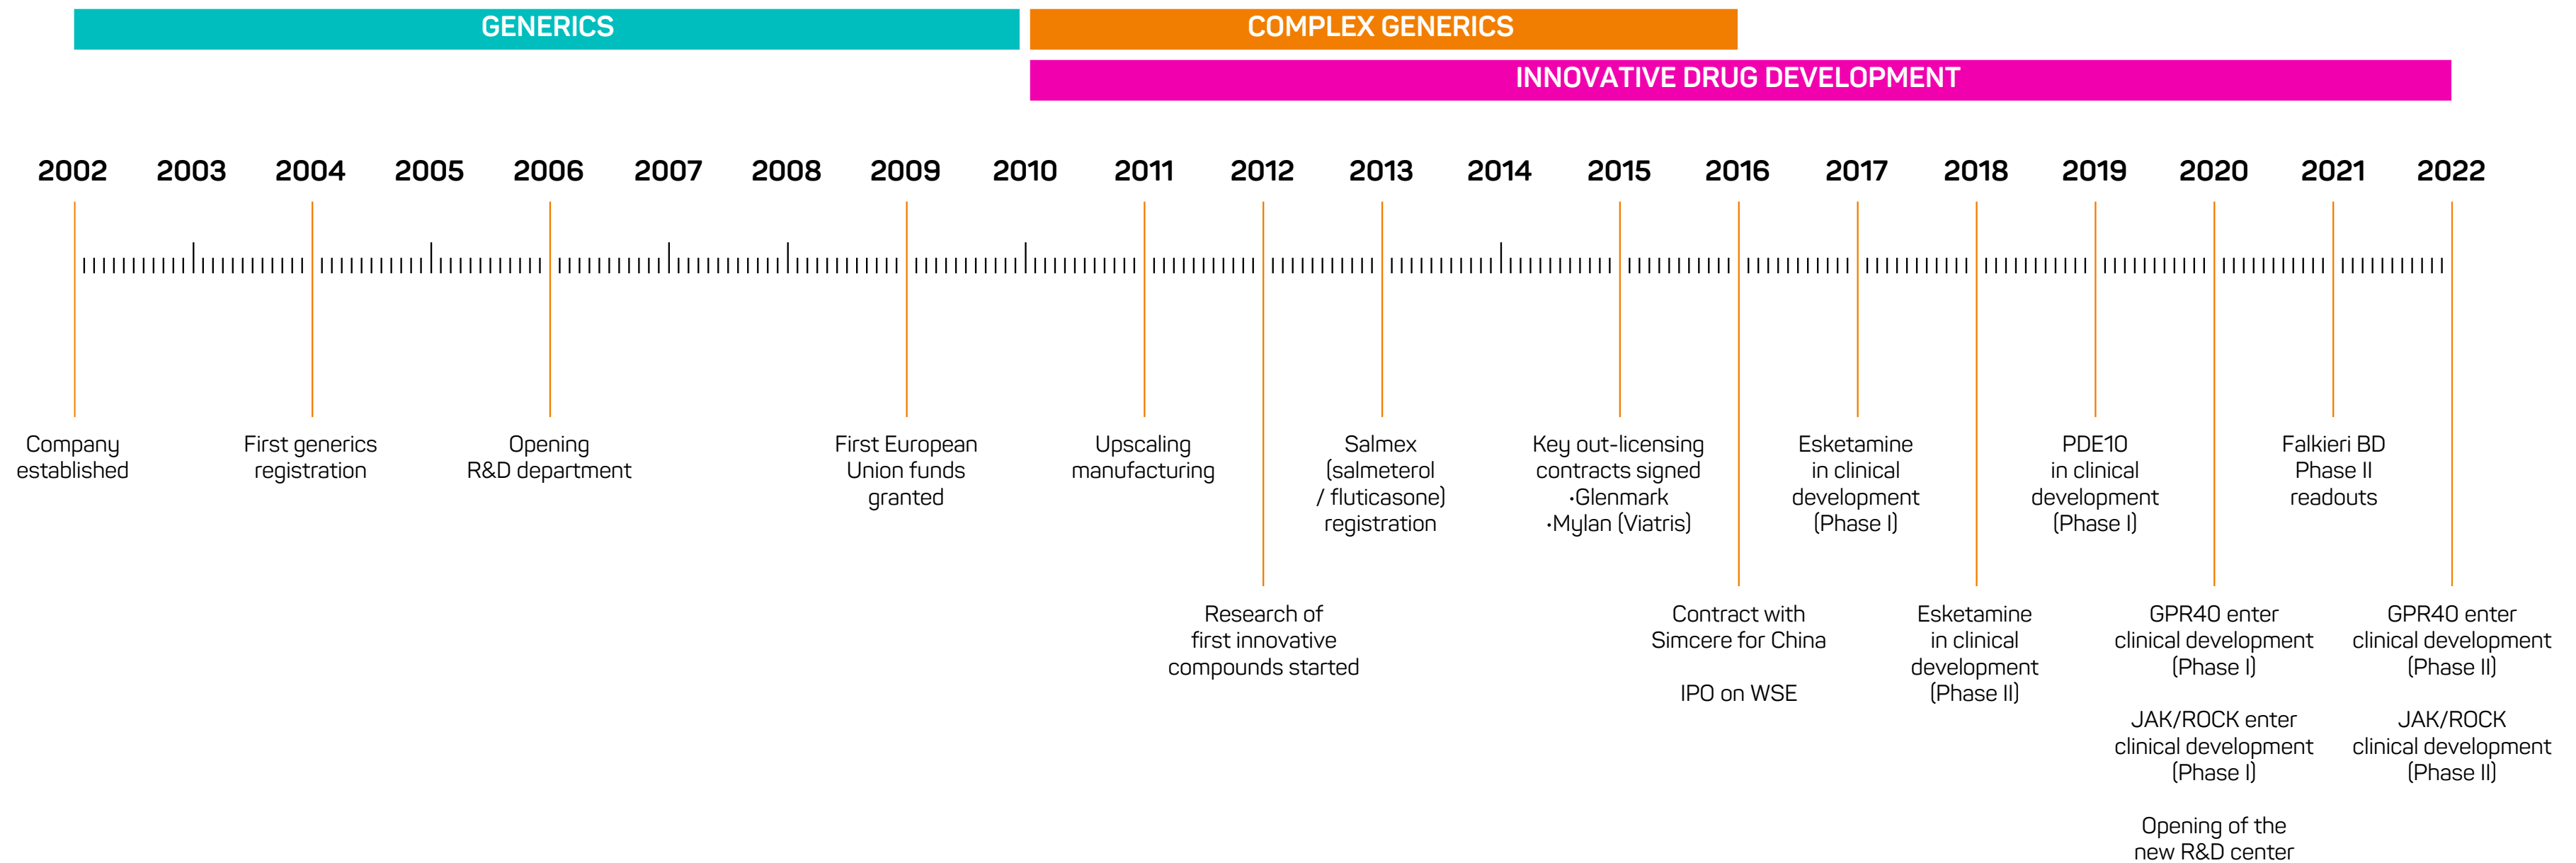 GENERICS
COMPLEX GENERICS
INNOVATIVE DRUG DEVELOPMENT
2002 2003 2004 2005 2006 2007 2008 2009 2010 2011 2012 2013 2014 2015 2016 2017 2018 2019 2020 2021 2022
Company
established
First generics
registration
Opening
R&D department
First European
Union funds
granted
Upscaling
manufacturing
Research of
first innovative
compounds started
Salmex
(salmeterol
/ fluticasone)
registration
Key out-licensing
contracts signed
•Glenmark
•Mylan (Viatris)
Contract with
Simcere for China
IPO on WSE
Esketamine
in clinical
development
(Phase I)
Esketamine
in clinical
development
(Phase II)
PDE10
in clinical
development
(Phase I)
GPR40 enter
clinical development
(Phase I)
JAK/ROCK enter
clinical development
(Phase I)
Opening of the
new R&D center
Falkieri BD
Phase II
readouts
GPR40 enter
clinical development
(Phase II)
JAK/ROCK
clinical development
(Phase II)